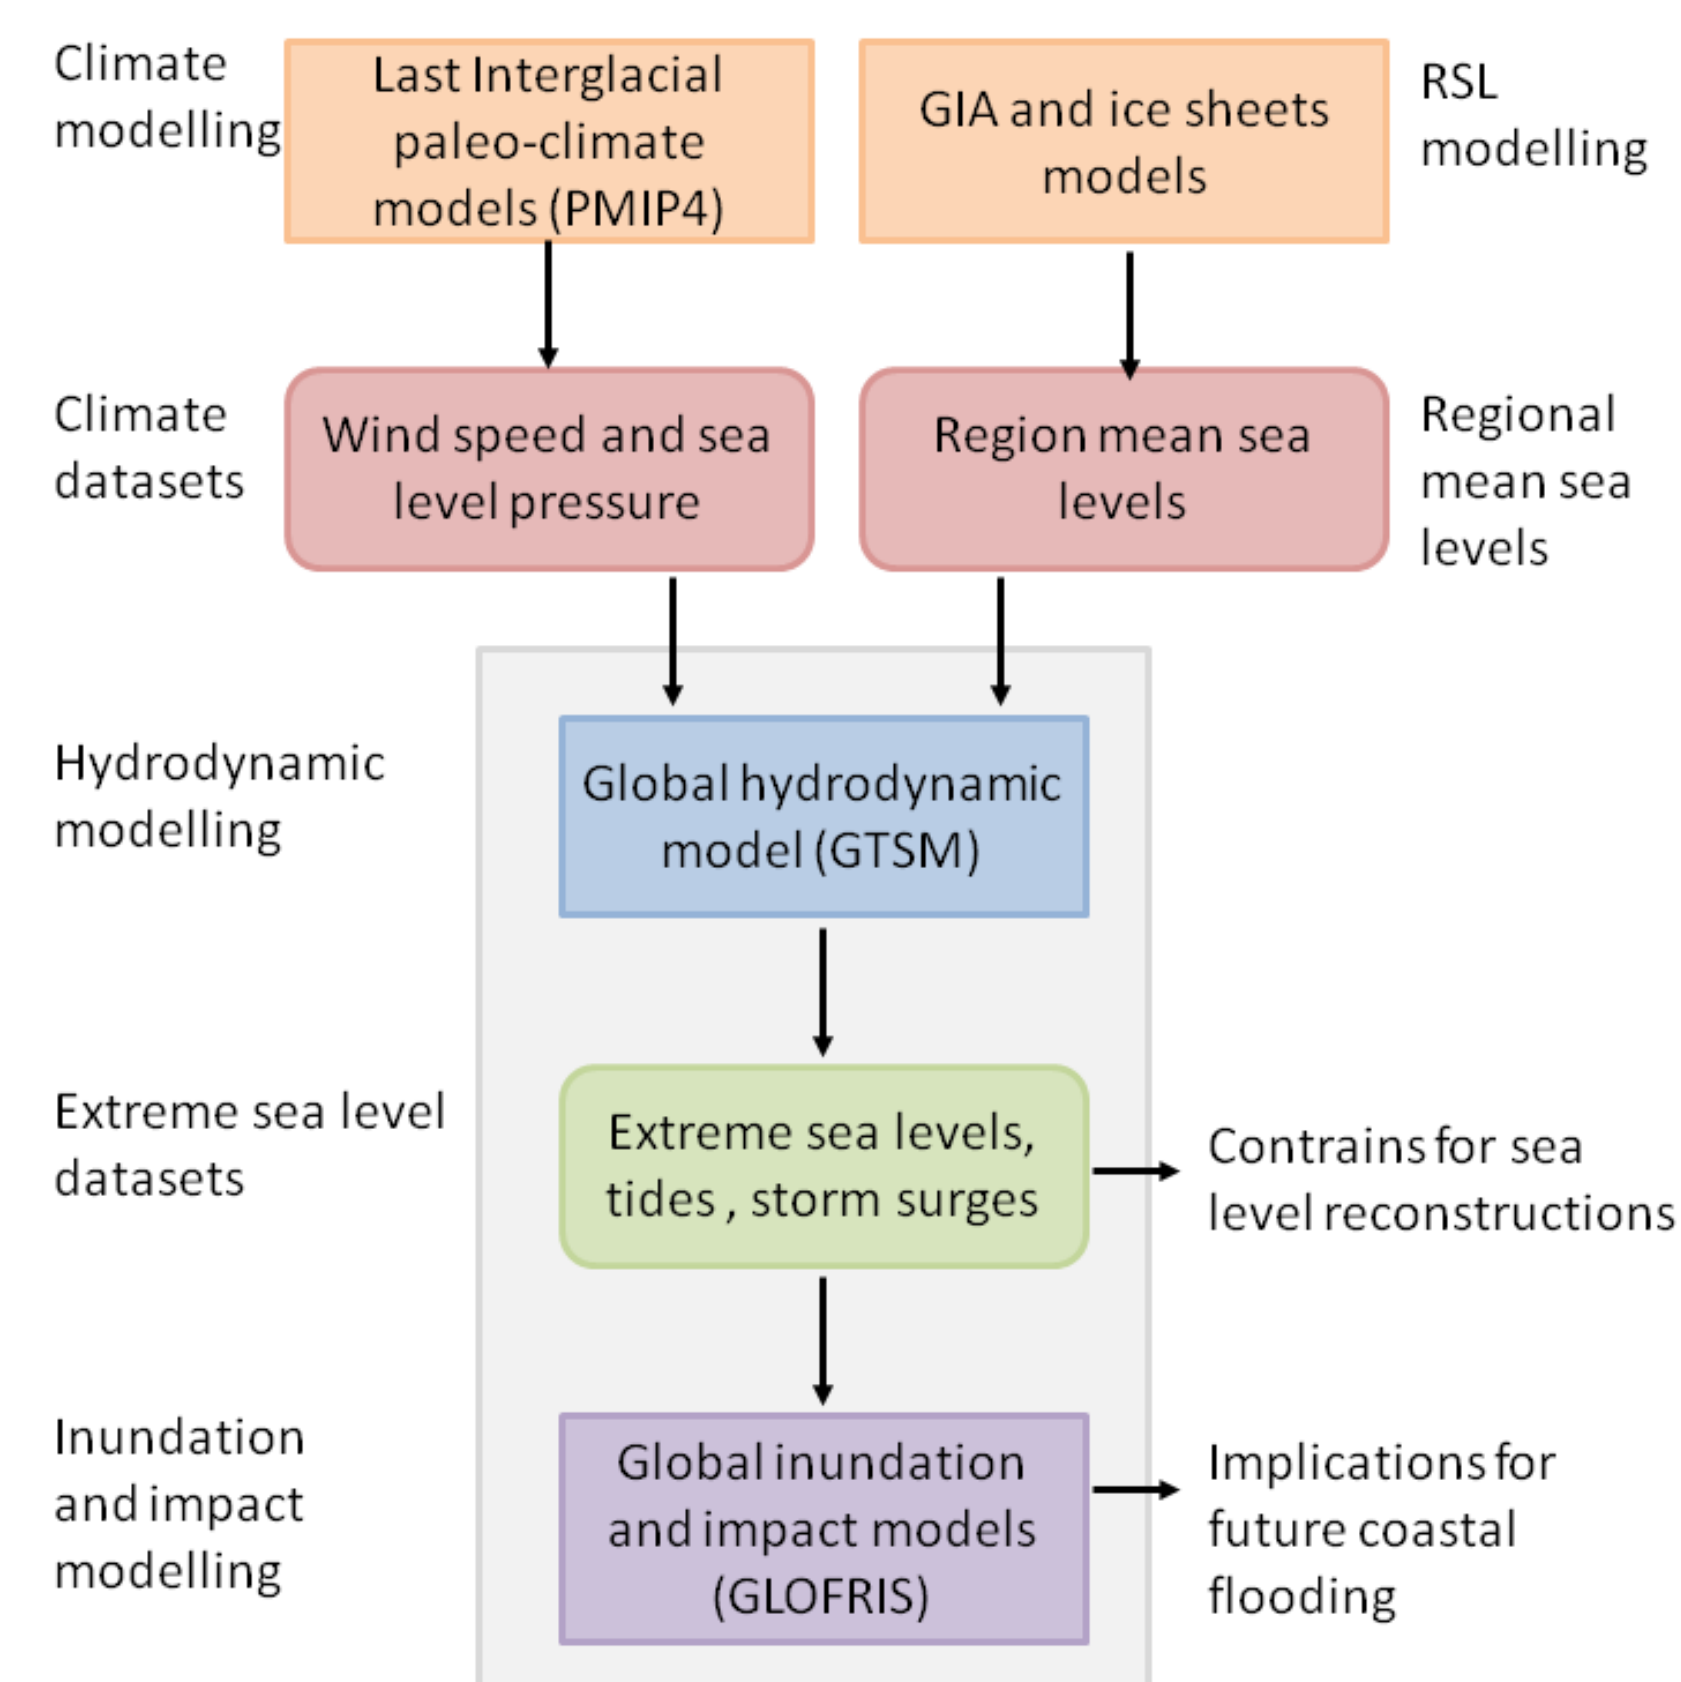 Climate
modelling
Last Interglacial
paleo-climate
models (PMIP4)
GIA and ice sheets
models
RSL
modelling
Climate
datasets
Wind speed and sea
level pressure
Region mean sea
levels
Regional
mean sea
levels
Hydrodynamic
modelling
Global hydrodynamic
model (GTSM)
Extreme sea level
datasets
Extreme sea levels,
tides , storm surges
Contrains for sea
level reconstructions
Inundation
and impact
modelling
Global inundation
and impact models
(GLOFRIS)
Implications for
future coastal
flooding